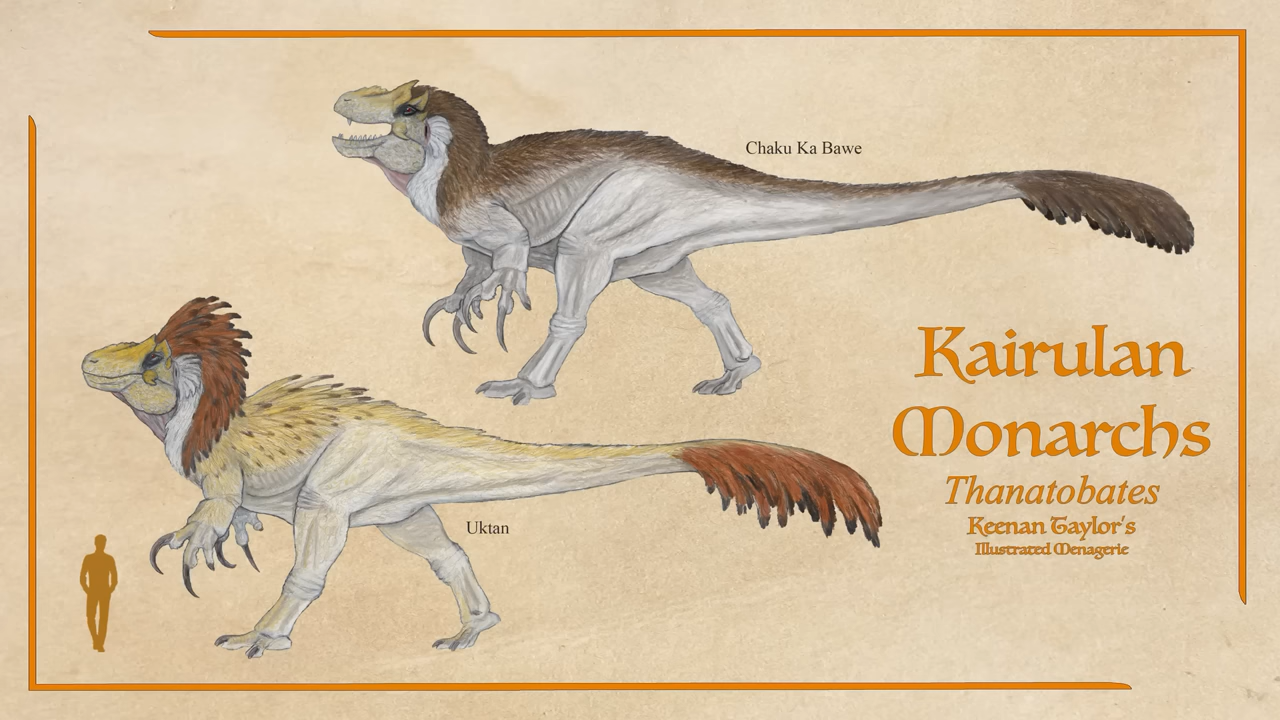 Chaku Ka Bawe
Kairulan
Monarchs
Thanatobates
Keenan Taylor's
Illustrated Menagerie
Uktan